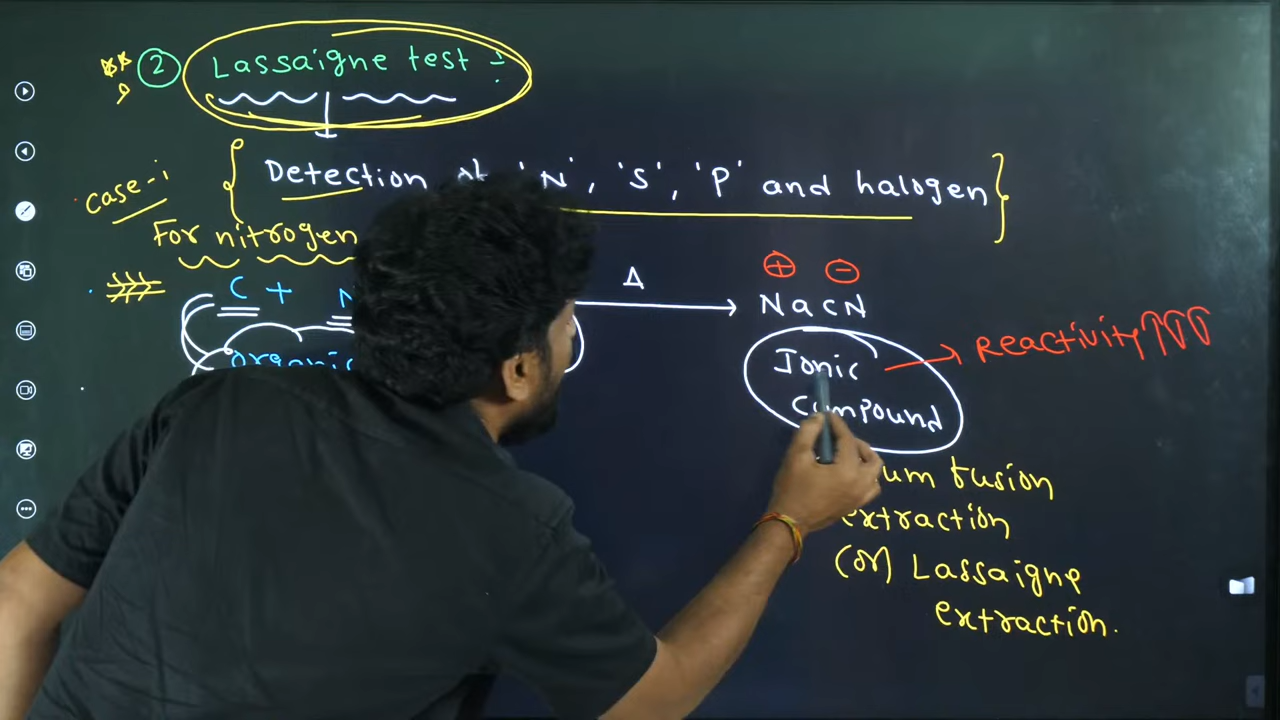 ② Lassaigne test :
Detection of 'N', 'S', 'P' and halogen
case-i
For nitrogen
C + N Δ NaCN
⊕ ⊖
organic
Ionic
Compound
Reactivity ↑↑↑
fusion
extraction
(or) Lassaigne
extraction.